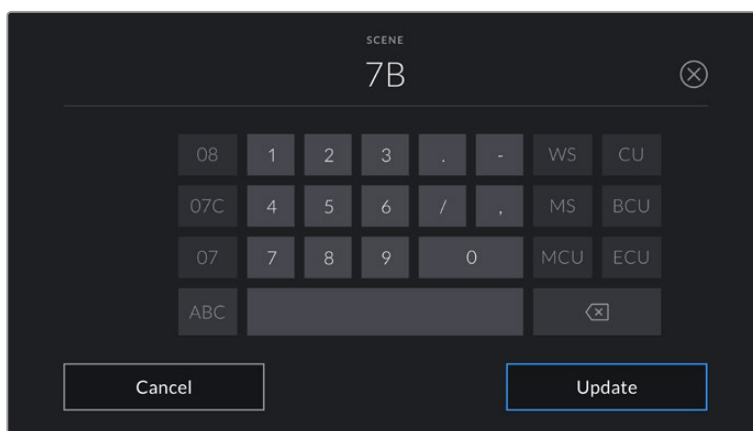 SCENE
7B
08 1 2 3 . - WS CU
07C 4 5 6 / , MS BCU
07 7 8 9 0 MCU ECU
ABC
Cancel Update